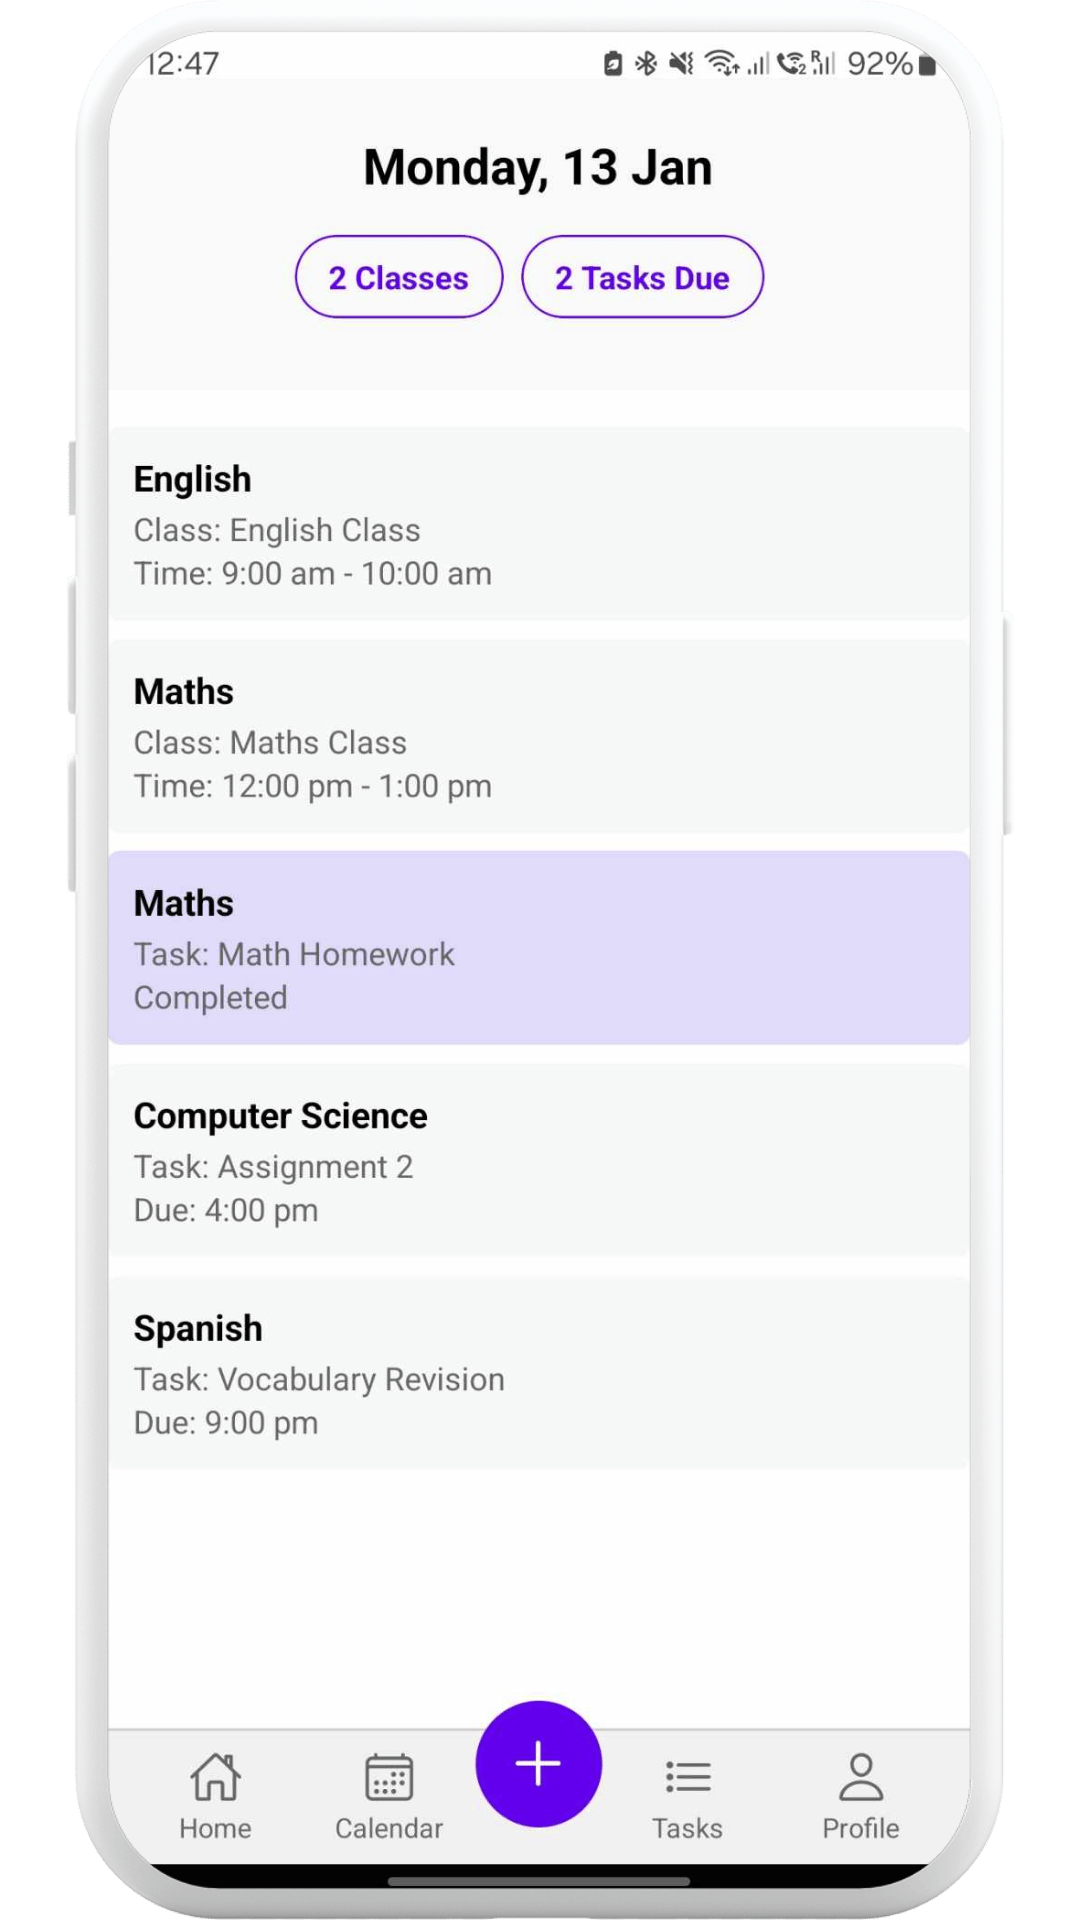 12:47 92%
Monday, 13 Jan
2 Classes 2 Tasks Due
English
Class: English Class
Time: 9:00 am - 10:00 am
Maths
Class: Maths Class
Time: 12:00 pm - 1:00 pm
Maths
Task: Math Homework
Completed
Computer Science
Task: Assignment 2
Due: 4:00 pm
Spanish
Task: Vocabulary Revision
Due: 9:00 pm
Home Calendar Tasks Profile